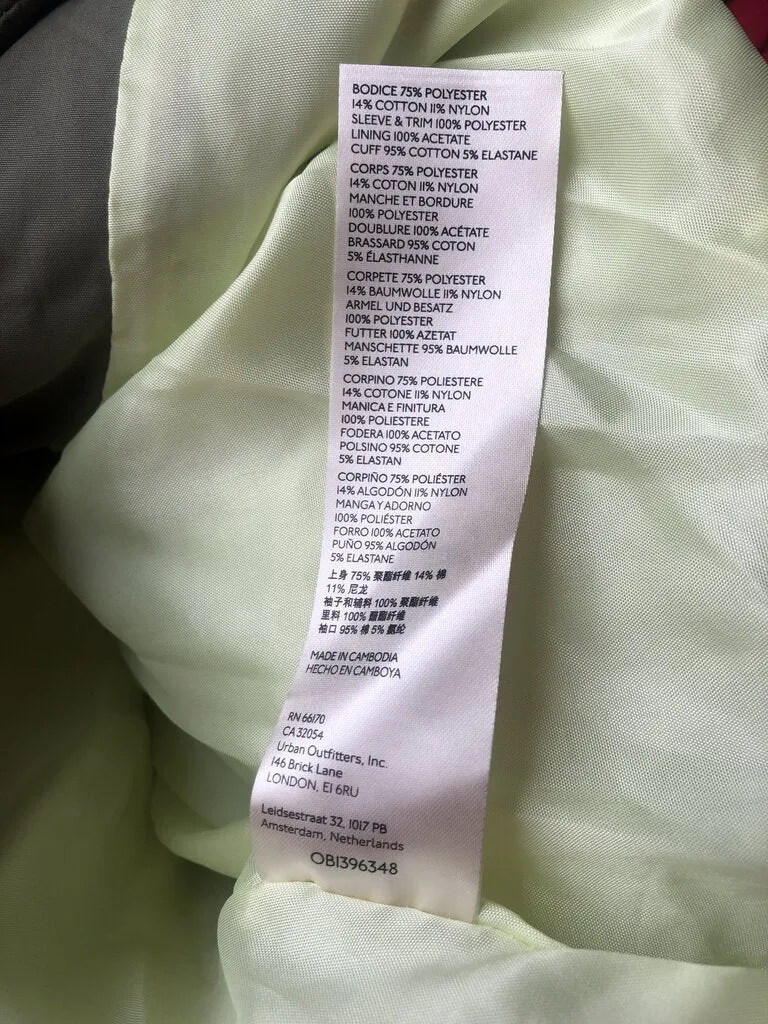 BODICE 75% POLYESTER
14% COTTON 11% NYLON
SLEEVE & TRIM 100% POLYESTER
LINING 100% ACETATE
CUFF 95% COTTON 5% ELASTANE
CORPS 75% POLYESTER
14% COTON 11% NYLON
MANCHE ET BORDURE
100% POLYESTER
DOUBLURE 100% ACÉTATE
BRASSARD 95% COTON
5% ÉLASTHANNE
CORPETE 75% POLYESTER
14% BAUMWOLLE 11% NYLON
ARMEL UND BESATZ
100% POLYESTER
FUTTER 100% AZETAT
MANSCHETTE 95% BAUMWOLLE
5% ELASTAN
CORPINO 75% POLIESTERE
14% COTONE 11% NYLON
MANICA E FINITURA
100% POLIESTERE
FODERA 100% ACETATO
POLSINO 95% COTONE
5% ELASTAN
CORPIÑO 75% POLIÉSTER
14% ALGODÓN 11% NYLON
MANGA Y ADORNO
100% POLIÉSTER
FORRO 100% ACETATO
PUÑO 95% ALGODÓN
5% ELASTANE
上身 75% 聚酯纤维 14% 棉
11% 尼龙
袖子和辅料 100% 聚酯纤维
里料 100% 醋酯纤维
袖口 95% 棉 5% 氨纶
MADE IN CAMBODIA
HECHO EN CAMBOYA
RN 66170
CA 32054
Urban Outfitters, Inc.
146 Brick Lane
LONDON, E1 6RU
Leidsestraat 32, 1017 PB
Amsterdam, Netherlands
OB1396348